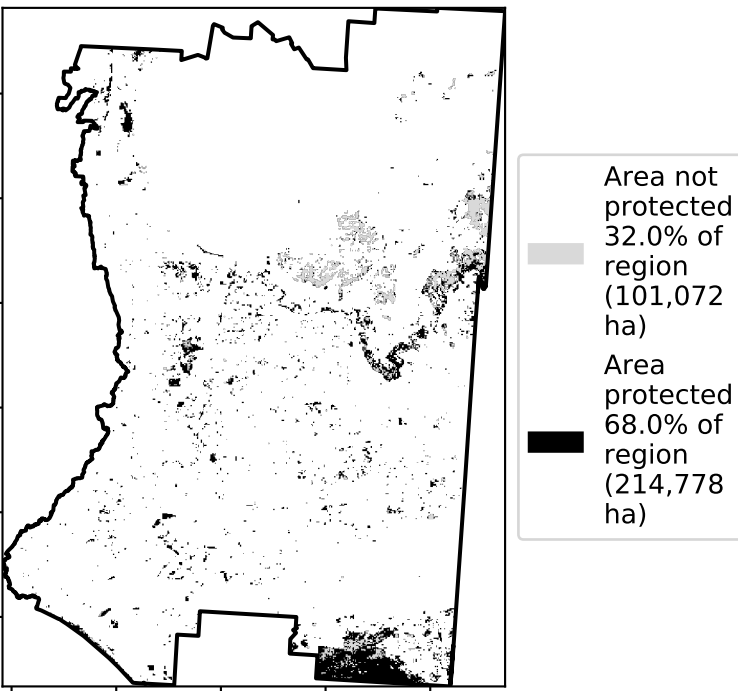 Area not
protected
32.0% of
region
(101,072
ha)
Area
protected
68.0% of
region
(214,778
ha)